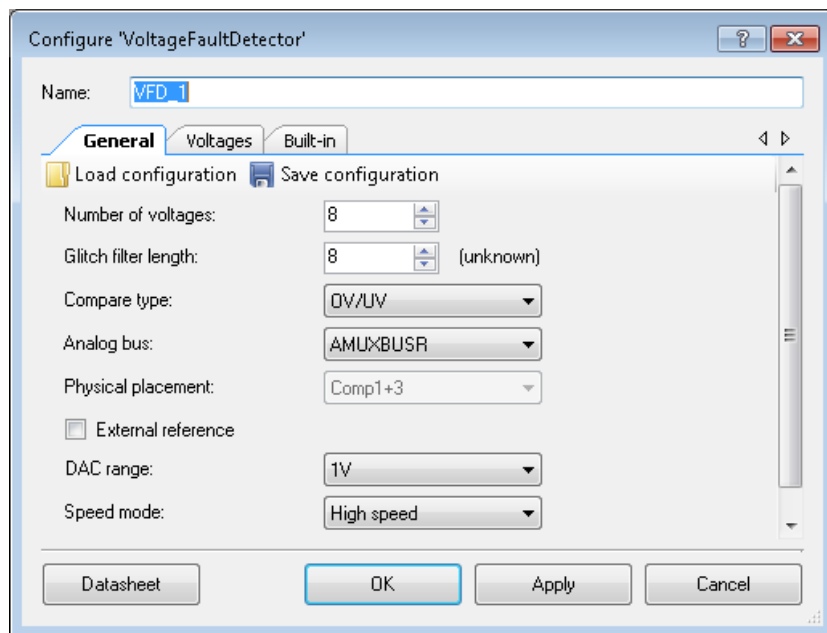 Configure 'VoltageFaultDetector'
Name: VFD_1
General Voltages Built-in
Load configuration Save configuration
Number of voltages: 8
Glitch filter length: 8 (unknown)
Compare type: OV/UV
Analog bus: AMUXBUSR
Physical placement: Comp1+3
External reference
DAC range: 1V
Speed mode: High speed
Datasheet OK Apply Cancel